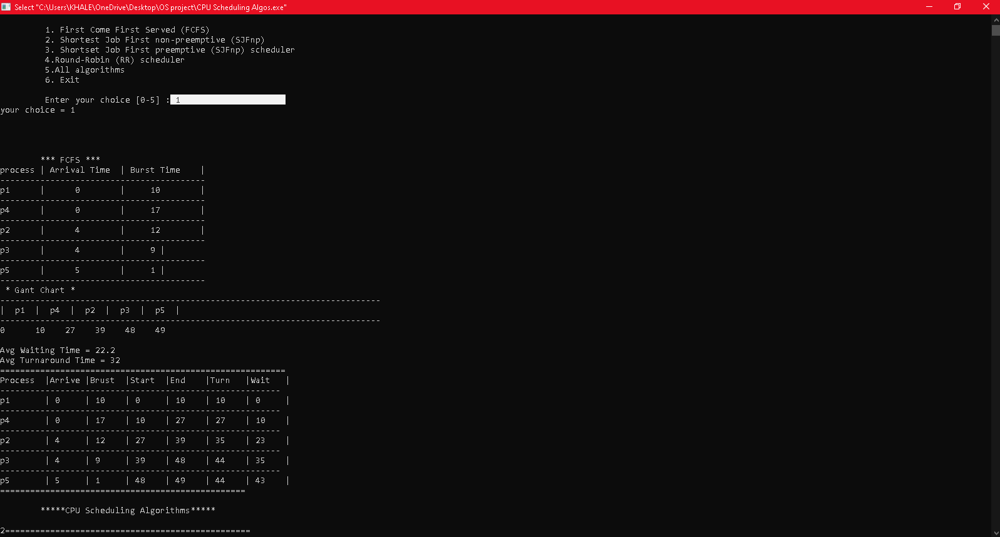 Select "C:\Users\KHALE\OneDrive\Desktop\OS project\CPU Scheduling Algos.exe"
1. First Come First Served (FCFS)
2. Shortest Job First non-preemptive (SJFnp)
3. Shortset Job First preemptive (SJFnp) scheduler
4.Round-Robin (RR) scheduler
5.All algorithms
6. Exit
Enter your choice [0-5] : 1
your choice = 1
*** FCFS ***
process | Arrival Time | Burst Time |
-----------------------------------------
p1 | 0 | 10 |
-----------------------------------------
p4 | 0 | 17 |
-----------------------------------------
p2 | 4 | 12 |
-----------------------------------------
p3 | 4 | 9 |
-----------------------------------------
p5 | 5 | 1 |
-----------------------------------------
* Gant Chart *
----------------------------------------------------------------------------
| p1 | p4 | p2 | p3 | p5 |
----------------------------------------------------------------------------
0 10 27 39 48 49
Avg Waiting Time = 22.2
Avg Turnaround Time = 32
=========================================================
Process |Arrive |Brust |Start |End |Turn |Wait |
--------------------------------------------------------
p1 | 0 | 10 | 0 | 10 | 10 | 0 |
--------------------------------------------------------
p4 | 0 | 17 | 10 | 27 | 27 | 10 |
--------------------------------------------------------
p2 | 4 | 12 | 27 | 39 | 35 | 23 |
--------------------------------------------------------
p3 | 4 | 9 | 39 | 48 | 44 | 35 |
--------------------------------------------------------
p5 | 5 | 1 | 48 | 49 | 44 | 43 |
=================================================
*****CPU Scheduling Algorithms*****
2=================================================